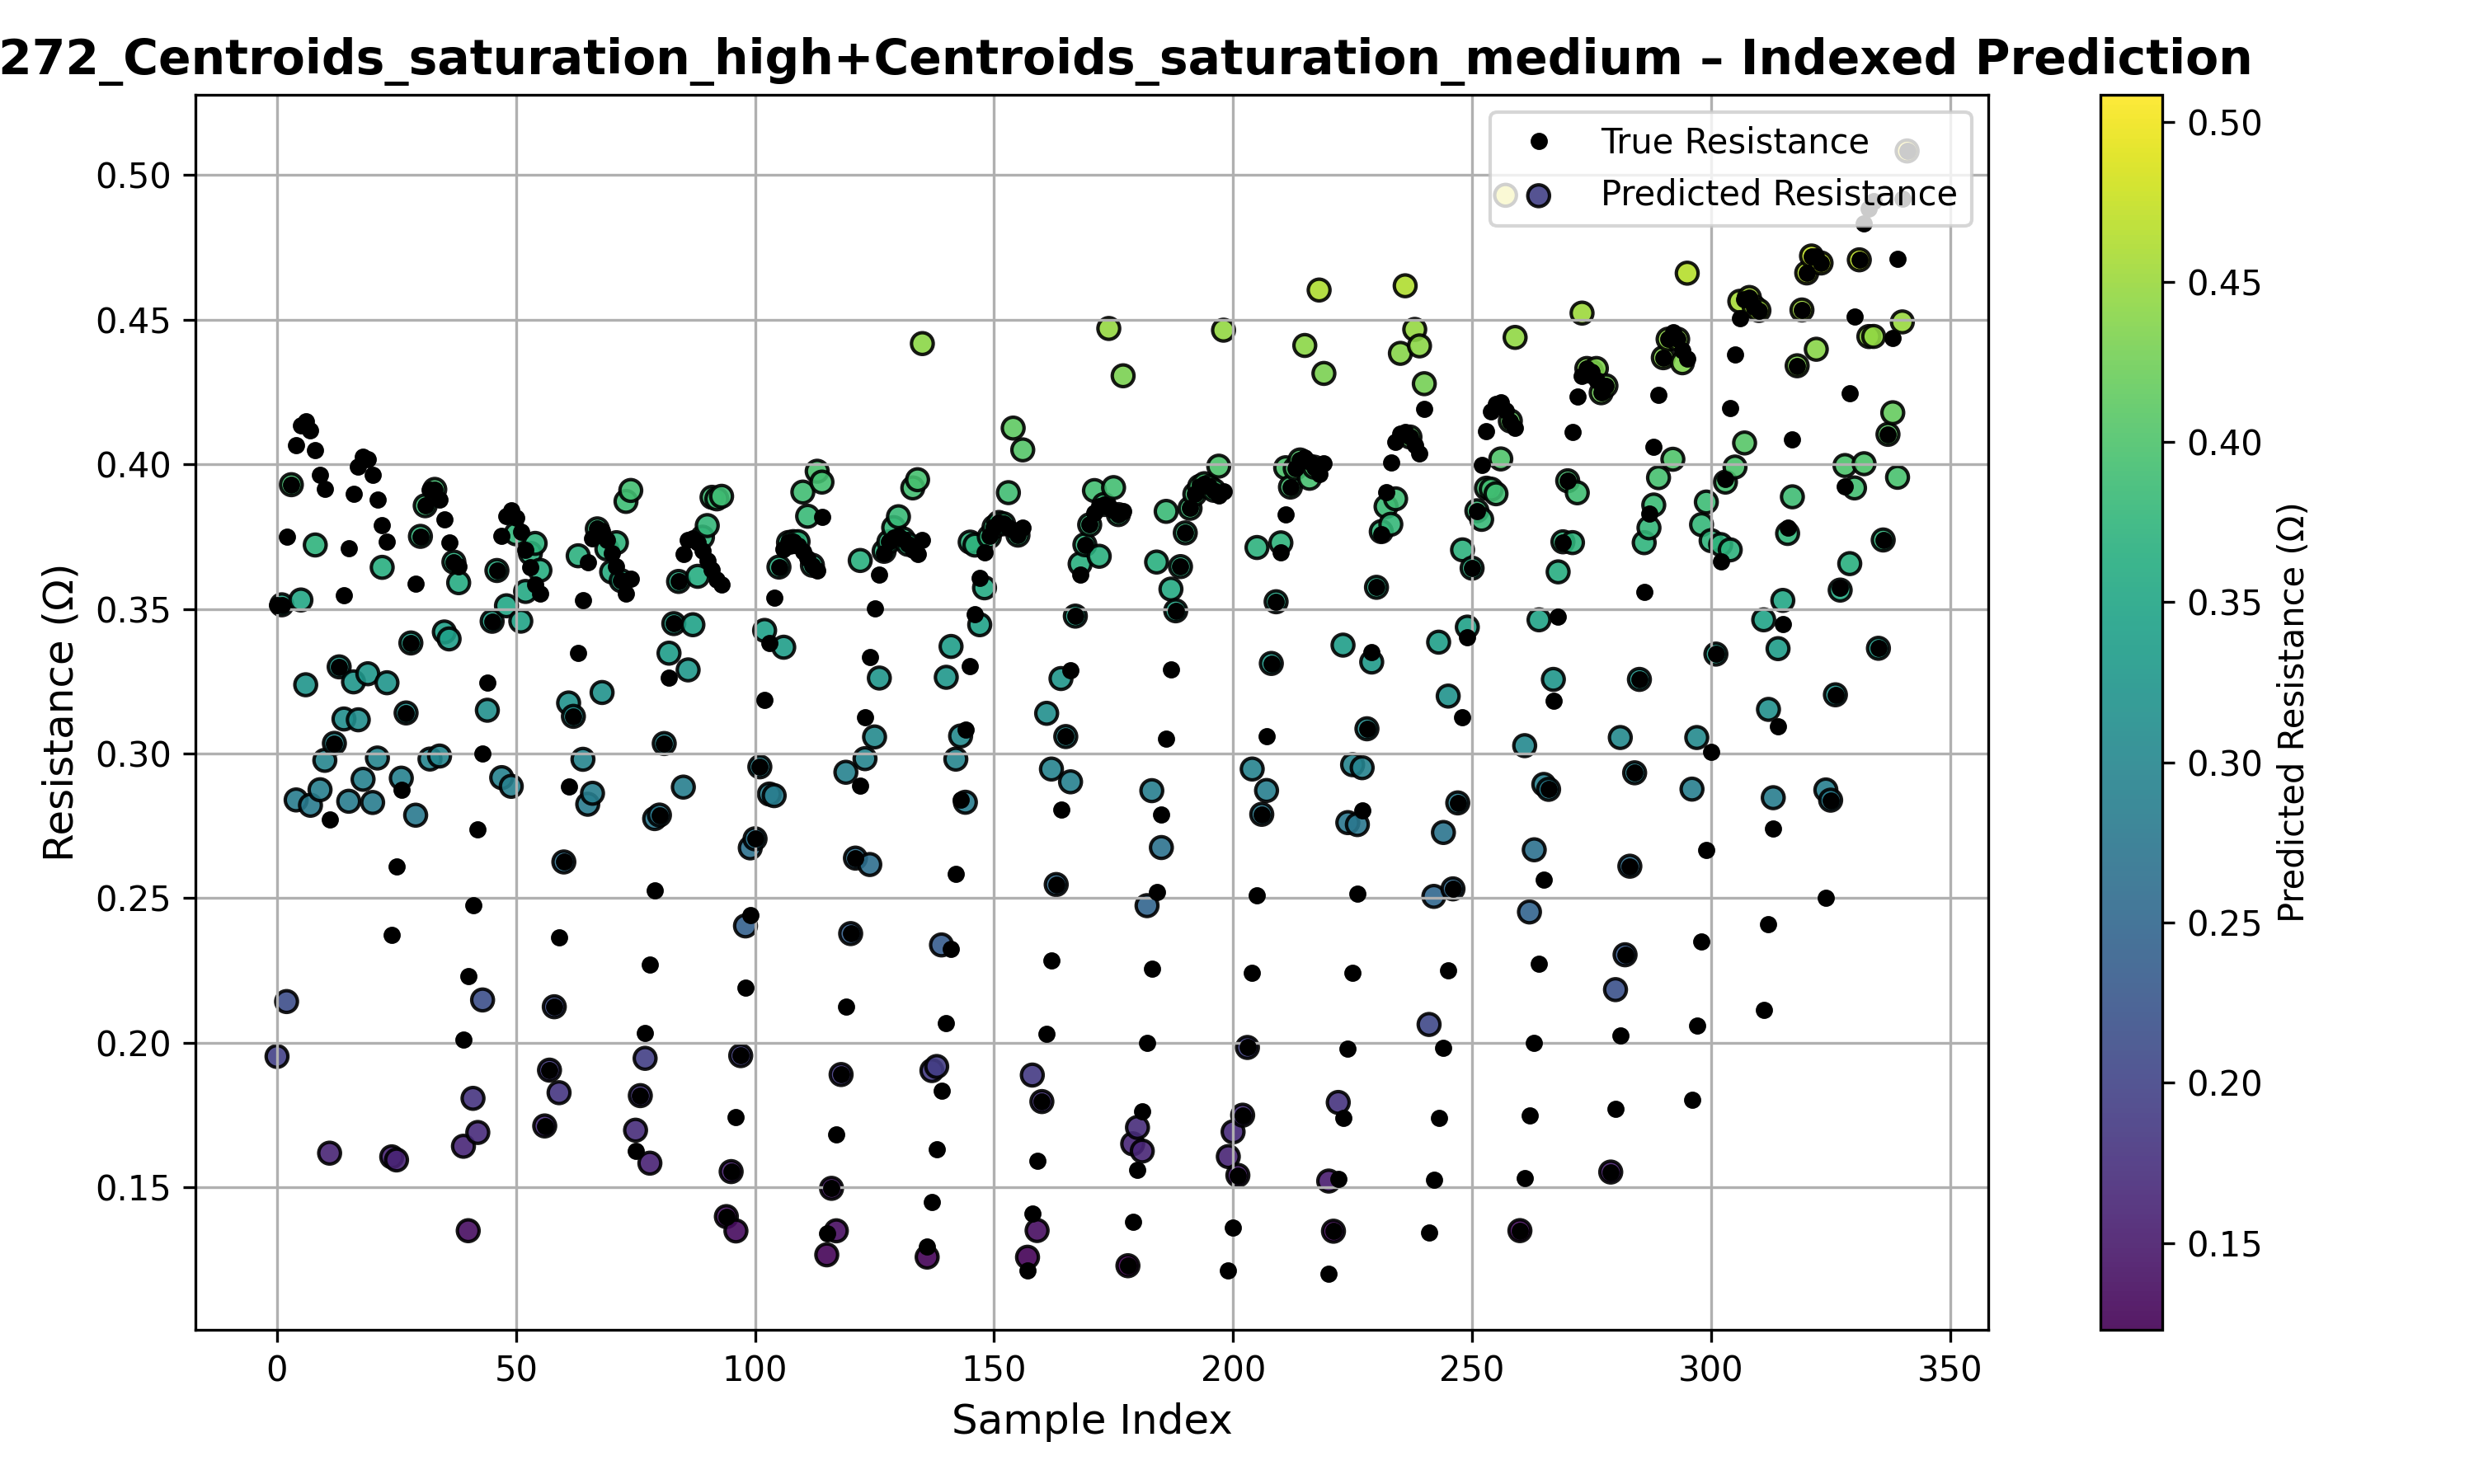 272_Centroids_saturation_high+Centroids_saturation_medium – Indexed Prediction
True Resistance
Predicted Resistance
0.50
0.45
0.40
0.35
0.30
0.25
0.20
0.15
Resistance (Ω)
0 50 100 150 200 250 300 350
Sample Index
0.50
0.45
0.40
0.35
0.30
0.25
0.20
0.15
Predicted Resistance (Ω)